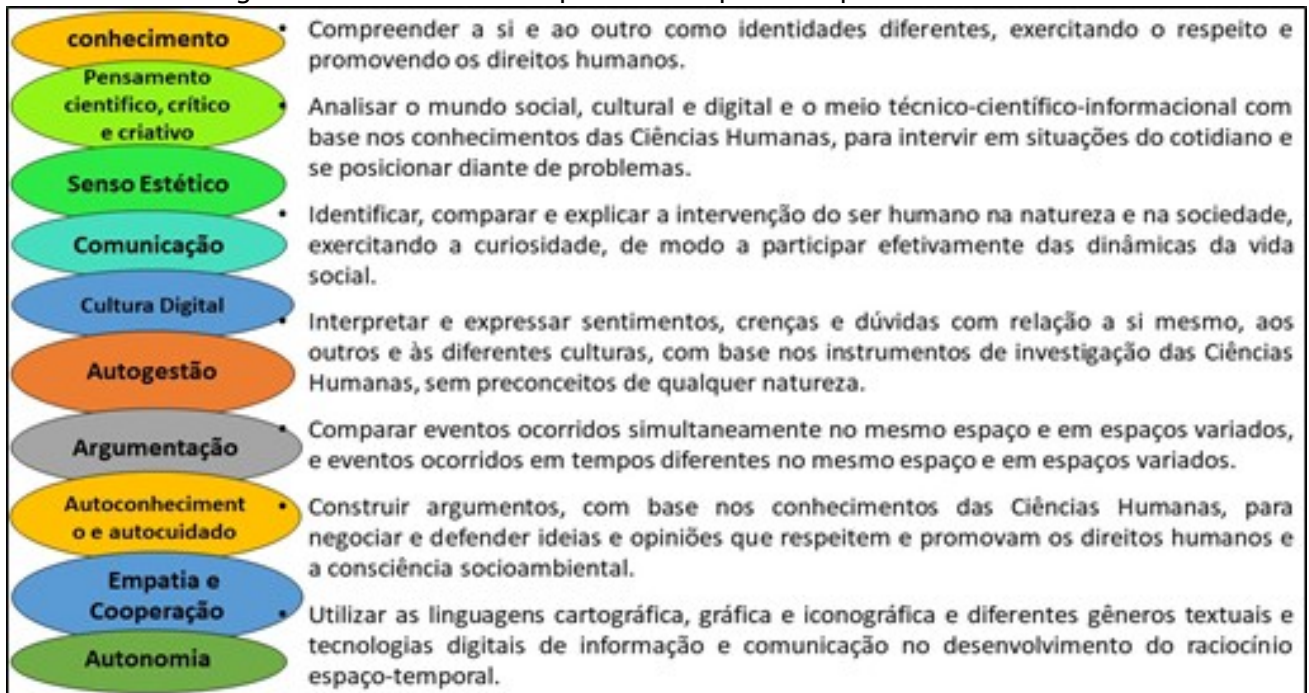 conhecimento
Pensamento
cientifico, crítico
e criativo
Senso Estético
Comunicação
Cultura Digital
Autogestão
Argumentação
Autoconheciment
o e autocuidado
Empatia e
Cooperação
Autonomia
• Compreender a si e ao outro como identidades diferentes, exercitando o respeito e
promovendo os direitos humanos.
• Analisar o mundo social, cultural e digital e o meio técnico-científico-informacional com
base nos conhecimentos das Ciências Humanas, para intervir em situações do cotidiano e
se posicionar diante de problemas.
• Identificar, comparar e explicar a intervenção do ser humano na natureza e na sociedade,
exercitando a curiosidade, de modo a participar efetivamente das dinâmicas da vida
social.
• Interpretar e expressar sentimentos, crenças e dúvidas com relação a si mesmo, aos
outros e às diferentes culturas, com base nos instrumentos de investigação das Ciências
Humanas, sem preconceitos de qualquer natureza.
• Comparar eventos ocorridos simultaneamente no mesmo espaço e em espaços variados,
e eventos ocorridos em tempos diferentes no mesmo espaço e em espaços variados.
• Construir argumentos, com base nos conhecimentos das Ciências Humanas, para
negociar e defender ideias e opiniões que respeitem e promovam os direitos humanos e
a consciência socioambiental.
• Utilizar as linguagens cartográfica, gráfica e iconográfica e diferentes gêneros textuais e
tecnologias digitais de informação e comunicação no desenvolvimento do raciocínio
espaço-temporal.